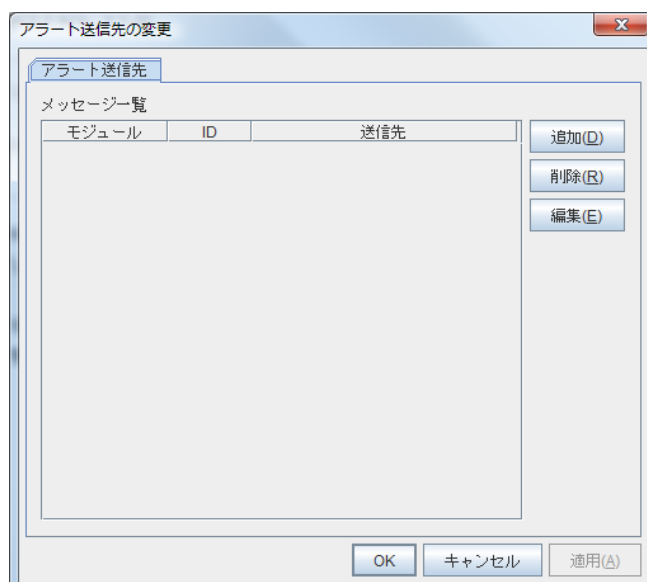 アラート送信先の変更
アラート送信先
メッセージ一覧
モジュール ID 送信先
追加(D)
削除(R)
編集(E)
OK キャンセル 適用(A)